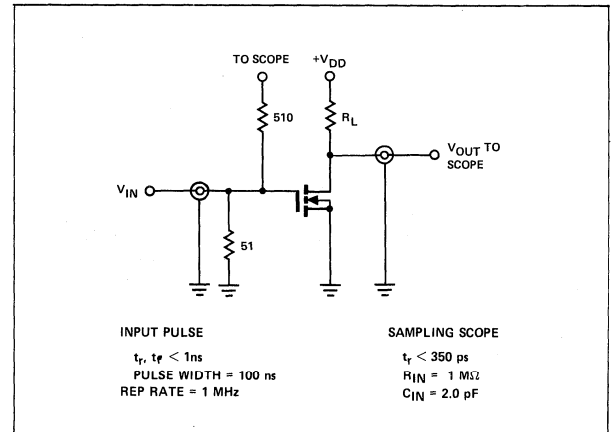 TO SCOPE
+VDD
510
RL
VOUT TO
SCOPE
VIN
51
INPUT PULSE
tr, tf < 1ns
PULSE WIDTH = 100 ns
REP RATE = 1 MHz
SAMPLING SCOPE
tr < 350 ps
RIN = 1 MΩ
CIN = 2.0 pF